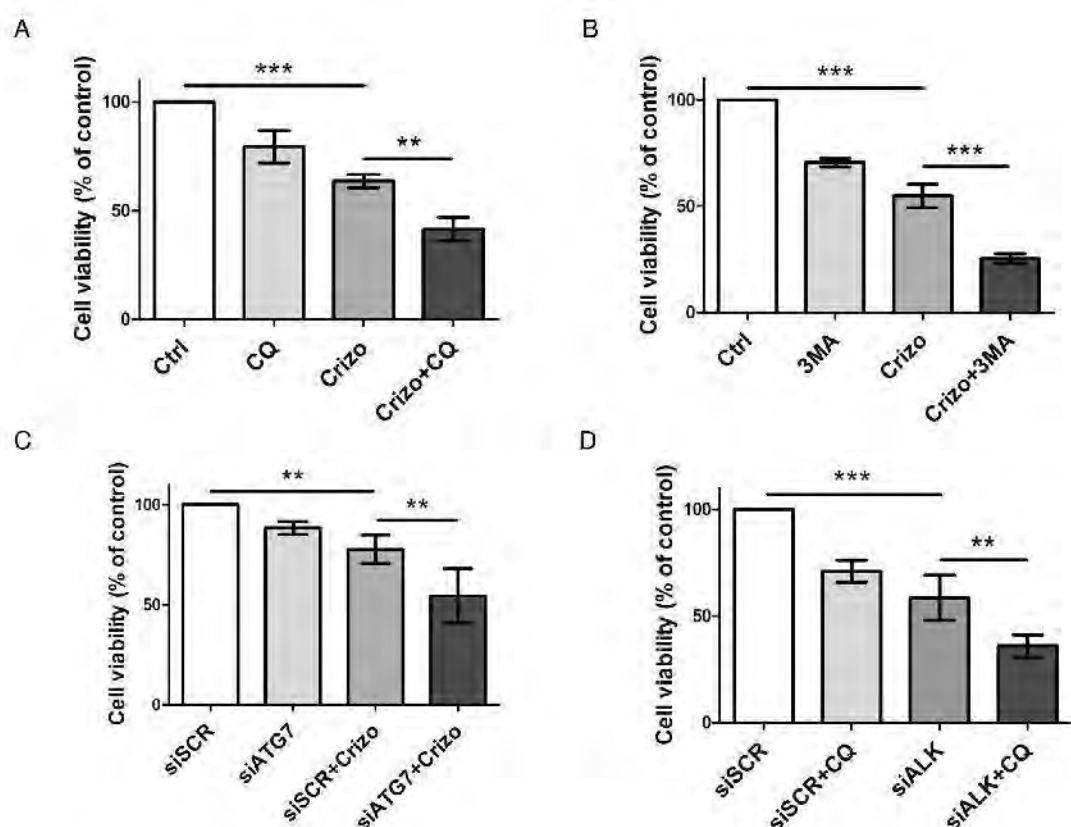 A
Cell viability (% of control)
100
50
0
***
**
Ctrl
CQ
Crizo
Crizo+CQ
B
Cell viability (% of control)
100
50
0
***
***
Ctrl
3MA
Crizo
Crizo+3MA
C
Cell viability (% of control)
100
50
0
**
**
siSCR
siATG7
siSCR+Crizo
siATG7+Crizo
D
Cell viability (% of control)
100
50
0
***
**
siSCR
siSCR+CQ
siALK
siALK+CQ